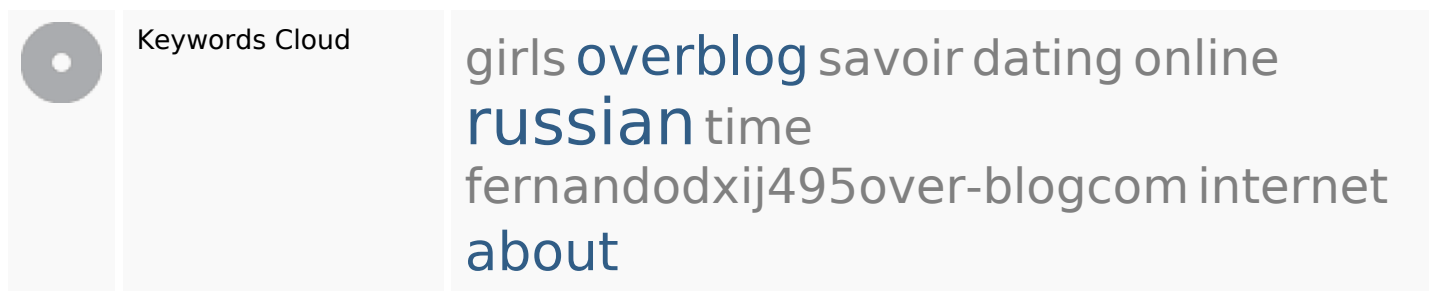 Keywords Cloud
girls overblog savoir dating online
russian time
fernandodxij495over-blogcom internet
about